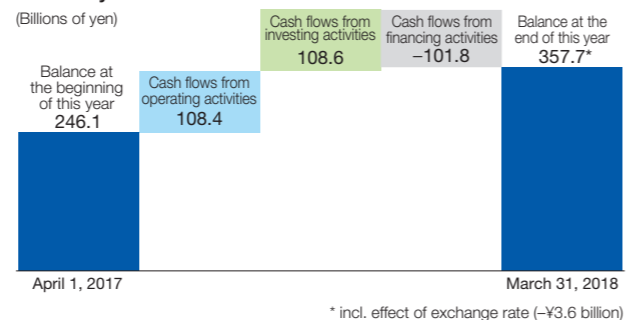 (Billions of yen)
Balance at
the beginning
of this year
246.1
Cash flows from
operating activities
108.4
Cash flows from
investing activities
108.6
Cash flows from
financing activities
–101.8
Balance at the
end of this year
357.7*
April 1, 2017
March 31, 2018
* incl. effect of exchange rate (–¥3.6 billion)